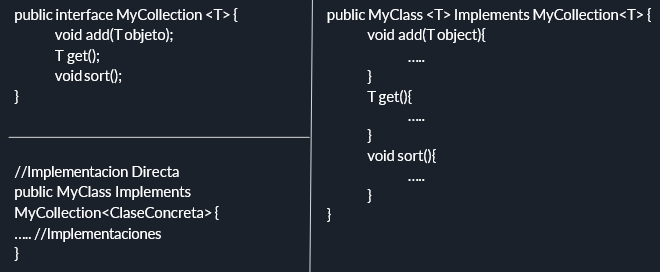 public interface MyCollection <T> {
void add(T objeto);
T get();
void sort();
}
//Implementacion Directa
public MyClass Implements
MyCollection<ClaseConcreta> {
..... //Implementaciones
}
public MyClass <T> Implements MyCollection<T> {
void add(T object){
.....
}
T get(){
.....
}
void sort(){
.....
}
}